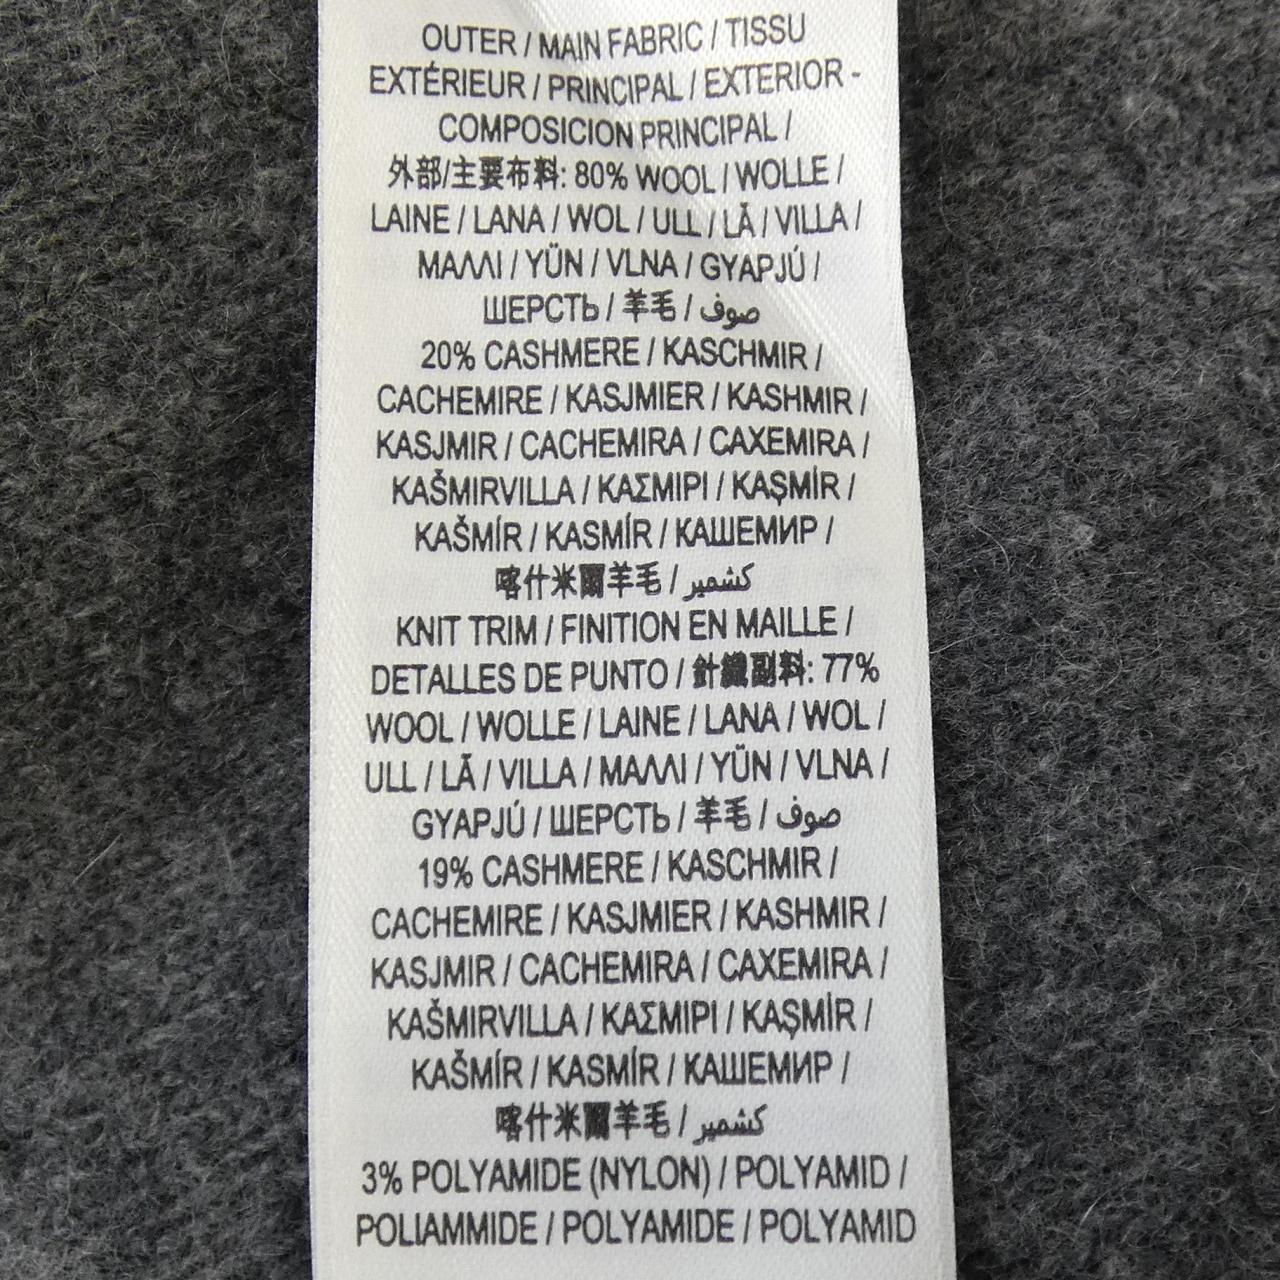 OUTER / MAIN FABRIC / TISSU
EXTÉRIEUR / PRINCIPAL / EXTERIOR -
COMPOSICION PRINCIPAL /
外部/主要布料: 80% WOOL / WOLLE /
LAINE / LANA / WOL / ULL / LÃ / VILLA /
ΜΑΛΛΙ / YÜN / VLNA / GYAPJÚ /
ШЕРСТЬ / 羊毛 / صوف
20% CASHMERE / KASCHMIR /
CACHEMIRE / KASJMIER / KASHMIR /
KASJMIR / CACHEMIRA / CAXEMIRA /
KAŠMIRVILLA / ΚΑΣΜΙΡΙ / KAŞMİR /
KAŠMÍR / KASMÍR / КАШЕМИР /
喀什米爾羊毛 / كشمير
KNIT TRIM / FINITION EN MAILLE /
DETALLES DE PUNTO / 針織副料: 77%
WOOL / WOLLE / LAINE / LANA / WOL /
ULL / LÃ / VILLA / ΜΑΛΛΙ / YÜN / VLNA /
GYAPJÚ / ШЕРСТЬ / 羊毛 / صوف
19% CASHMERE / KASCHMIR /
CACHEMIRE / KASJMIER / KASHMIR /
KASJMIR / CACHEMIRA / CAXEMIRA /
KAŠMIRVILLA / ΚΑΣΜΙΡΙ / KAŞMİR /
KAŠMÍR / KASMÍR / КАШЕМИР /
喀什米爾羊毛 / كشمير
3% POLYAMIDE (NYLON) / POLYAMID /
POLIAMMIDE / POLYAMIDE / POLYAMID